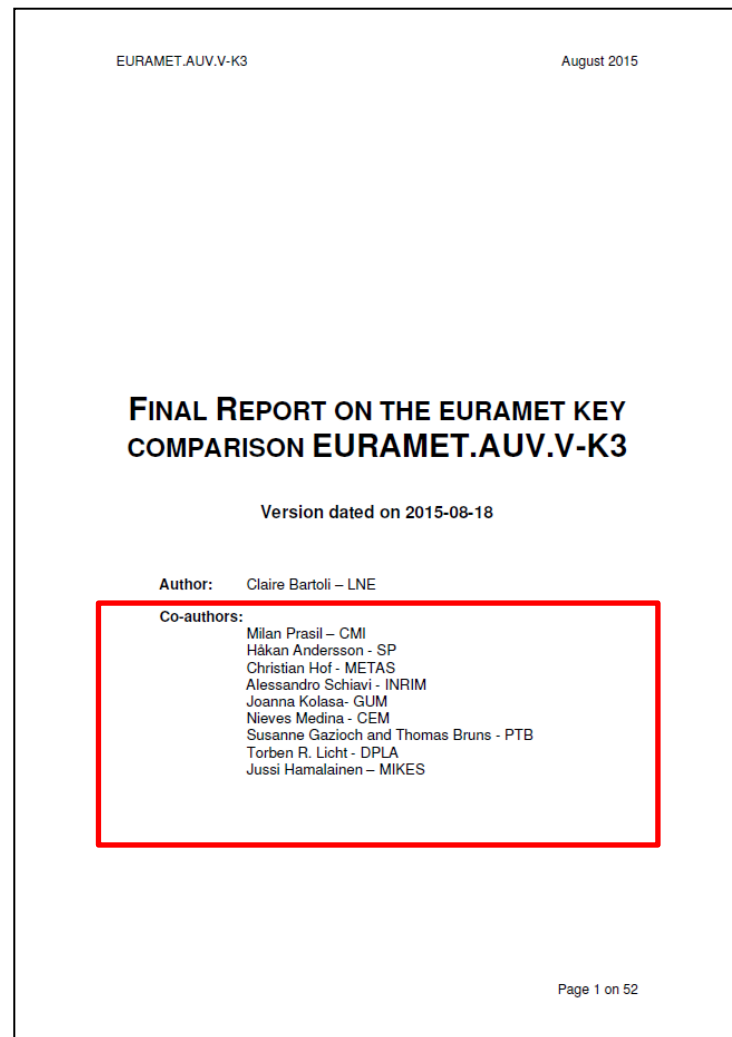 EURAMET.AUV.V-K3 August 2015
FINAL REPORT ON THE EURAMET KEY
COMPARISON EURAMET.AUV.V-K3
Version dated on 2015-08-18
Author: Claire Bartoli – LNE
Co-authors:
Milan Prasil – CMI
Håkan Andersson - SP
Christian Hof - METAS
Alessandro Schiavi - INRIM
Joanna Kolasa- GUM
Nieves Medina - CEM
Susanne Gazioch and Thomas Bruns - PTB
Torben R. Licht - DPLA
Jussi Hamalainen – MIKES
Page 1 on 52